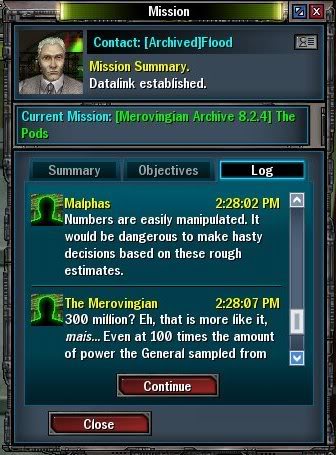 Mission
Contact: [Archived]Flood
Mission Summary.
Datalink established.
Current Mission: [Merovingian Archive 8.2.4] The
Pods
Summary
Objectives
Log
Malphas 2:28:02 PM
Numbers are easily manipulated. It
would be dangerous to make hasty
decisions based on these rough
estimates.
The Merovingian 2:28:07 PM
300 million? Eh, that is more like it,
mais... Even at 100 times the amount
of power the General sampled from
Continue
Close